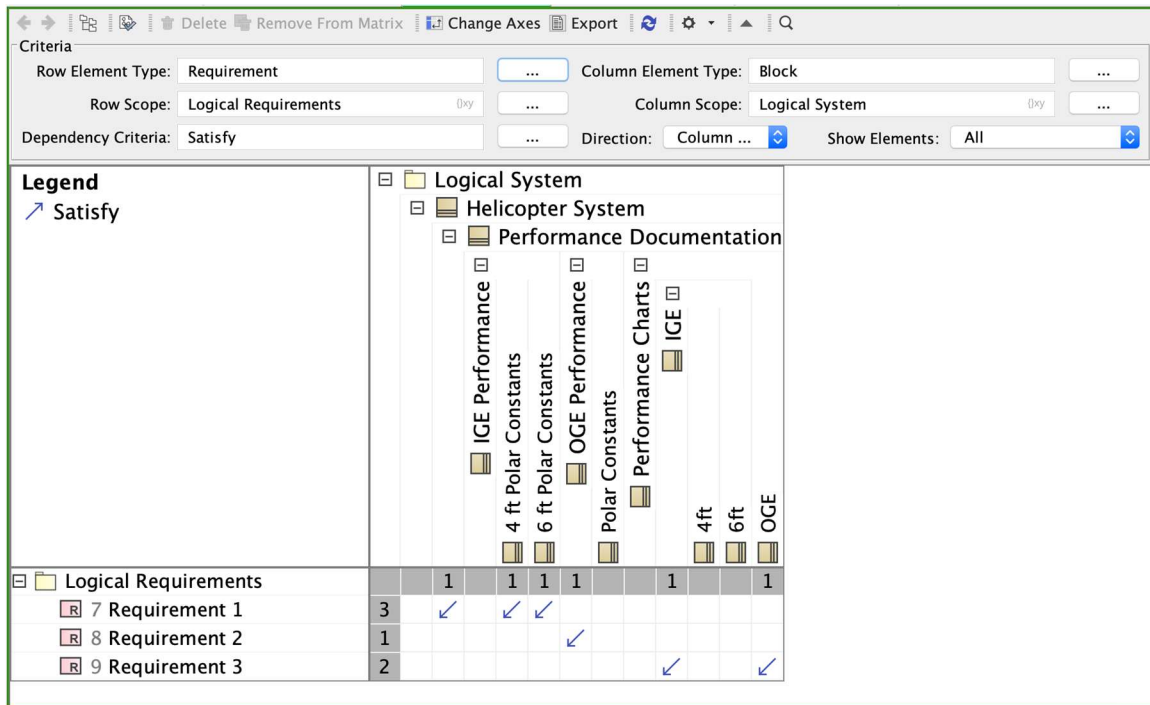 Delete Remove From Matrix Change Axes Export
Criteria
Row Element Type: Requirement ... Column Element Type: Block ...
Row Scope: Logical Requirements {}xy ... Column Scope: Logical System {}xy ...
Dependency Criteria: Satisfy ... Direction: Column ... Show Elements: All
Legend
Satisfy
Logical System
Helicopter System
Performance Documentation
IGE Performance
4 ft Polar Constants
6 ft Polar Constants
OGE Performance
Polar Constants
Performance Charts
IGE
4ft
6ft
OGE
Logical Requirements 1 1 1 1 1 1
R 7 Requirement 1 3
R 8 Requirement 2 1
R 9 Requirement 3 2